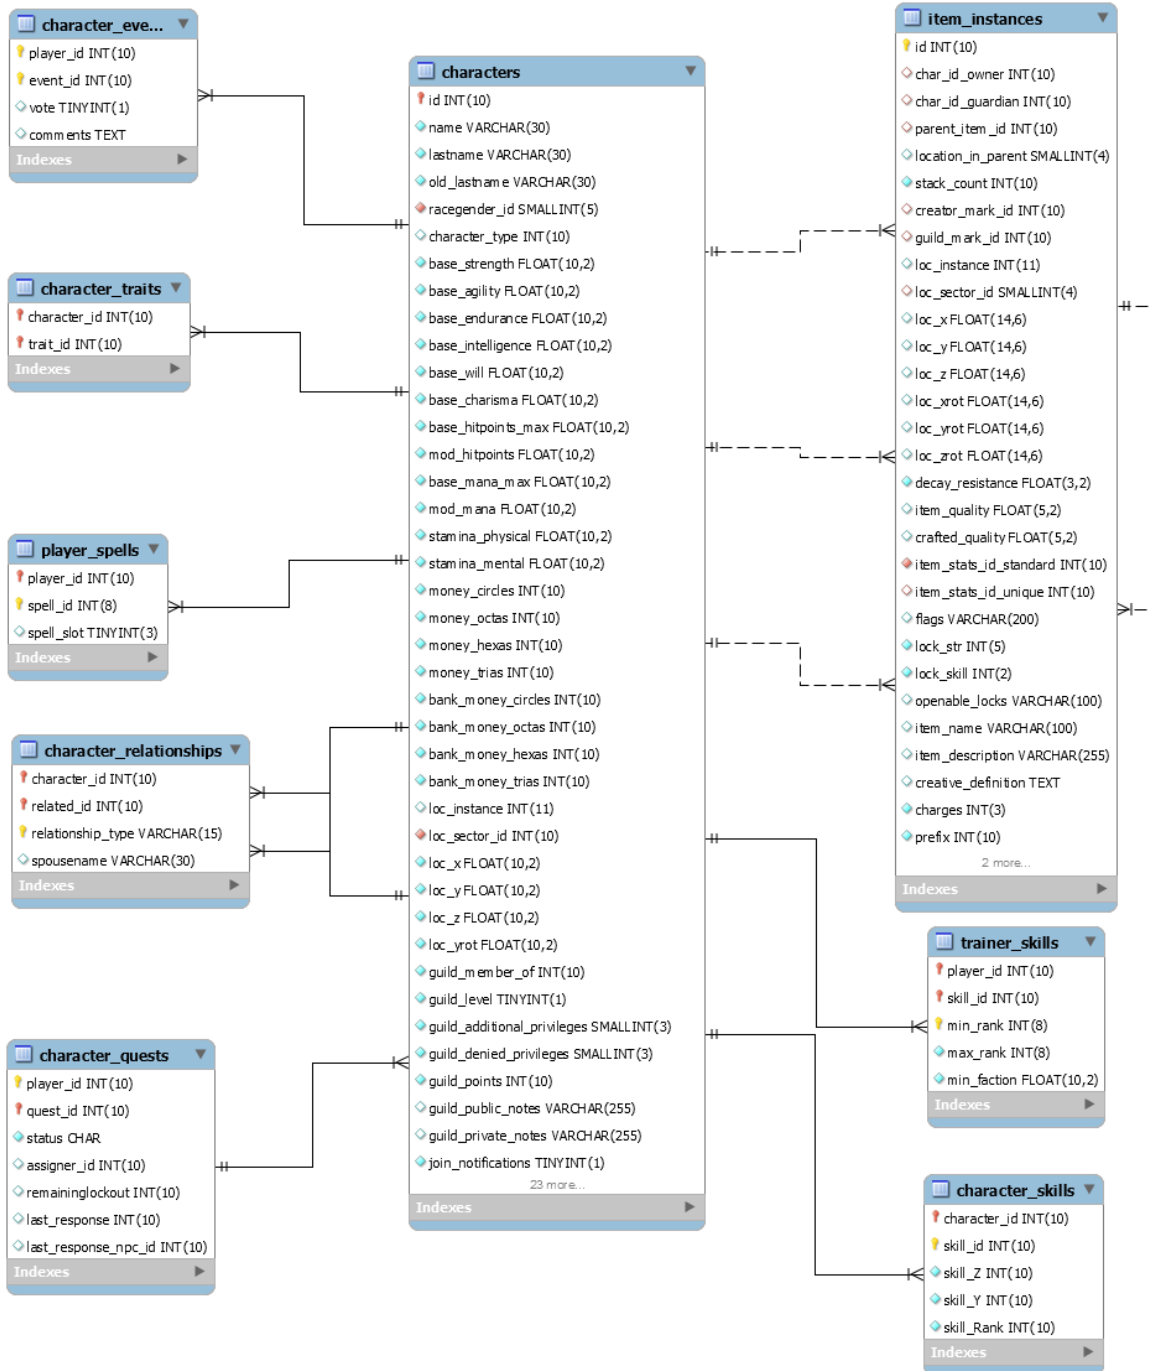 character_eve...
player_id INT(10)
event_id INT(10)
vote TINYINT(1)
comments TEXT
Indexes
character_traits
character_id INT(10)
trait_id INT(10)
Indexes
player_spells
player_id INT(10)
spell_id INT(8)
spell_slot TINYINT(3)
Indexes
character_relationships
character_id INT(10)
related_id INT(10)
relationship_type VARCHAR(15)
spousename VARCHAR(30)
Indexes
character_quests
player_id INT(10)
quest_id INT(10)
status CHAR
assigner_id INT(10)
remaininglockout INT(10)
last_response INT(10)
last_response_npc_id INT(10)
Indexes
characters
id INT(10)
name VARCHAR(30)
lastname VARCHAR(30)
old_lastname VARCHAR(30)
racegender_id SMALLINT(5)
character_type INT(10)
base_strength FLOAT(10,2)
base_agility FLOAT(10,2)
base_endurance FLOAT(10,2)
base_intelligence FLOAT(10,2)
base_will FLOAT(10,2)
base_charisma FLOAT(10,2)
base_hitpoints_max FLOAT(10,2)
mod_hitpoints FLOAT(10,2)
base_mana_max FLOAT(10,2)
mod_mana FLOAT(10,2)
stamina_physical FLOAT(10,2)
stamina_mental FLOAT(10,2)
money_circles INT(10)
money_octas INT(10)
money_hexas INT(10)
money_trias INT(10)
bank_money_circles INT(10)
bank_money_octas INT(10)
bank_money_hexas INT(10)
bank_money_trias INT(10)
loc_instance INT(11)
loc_sector_id INT(10)
loc_x FLOAT(10,2)
loc_y FLOAT(10,2)
loc_z FLOAT(10,2)
loc_yrot FLOAT(10,2)
guild_member_of INT(10)
guild_level TINYINT(1)
guild_additional_privileges SMALLINT(3)
guild_denied_privileges SMALLINT(3)
guild_points INT(10)
guild_public_notes VARCHAR(255)
guild_private_notes VARCHAR(255)
join_notifications TINYINT(1)
23 more...
Indexes
item_instances
id INT(10)
char_id_owner INT(10)
char_id_guardian INT(10)
parent_item_id INT(10)
location_in_parent SMALLINT(4)
stack_count INT(10)
creator_mark_id INT(10)
guild_mark_id INT(10)
loc_instance INT(11)
loc_sector_id SMALLINT(4)
loc_x FLOAT(14,6)
loc_y FLOAT(14,6)
loc_z FLOAT(14,6)
loc_xrot FLOAT(14,6)
loc_yrot FLOAT(14,6)
loc_zrot FLOAT(14,6)
decay_resistance FLOAT(3,2)
item_quality FLOAT(5,2)
crafted_quality FLOAT(5,2)
item_stats_id_standard INT(10)
item_stats_id_unique INT(10)
flags VARCHAR(200)
lock_str INT(5)
lock_skill INT(2)
openable_locks VARCHAR(100)
item_name VARCHAR(100)
item_description VARCHAR(255)
creative_definition TEXT
charges INT(3)
prefix INT(10)
2 more...
Indexes
trainer_skills
player_id INT(10)
skill_id INT(10)
min_rank INT(8)
max_rank INT(8)
min_faction FLOAT(10,2)
Indexes
character_skills
character_id INT(10)
skill_id INT(10)
skill_Z INT(10)
skill_Y INT(10)
skill_Rank INT(10)
Indexes